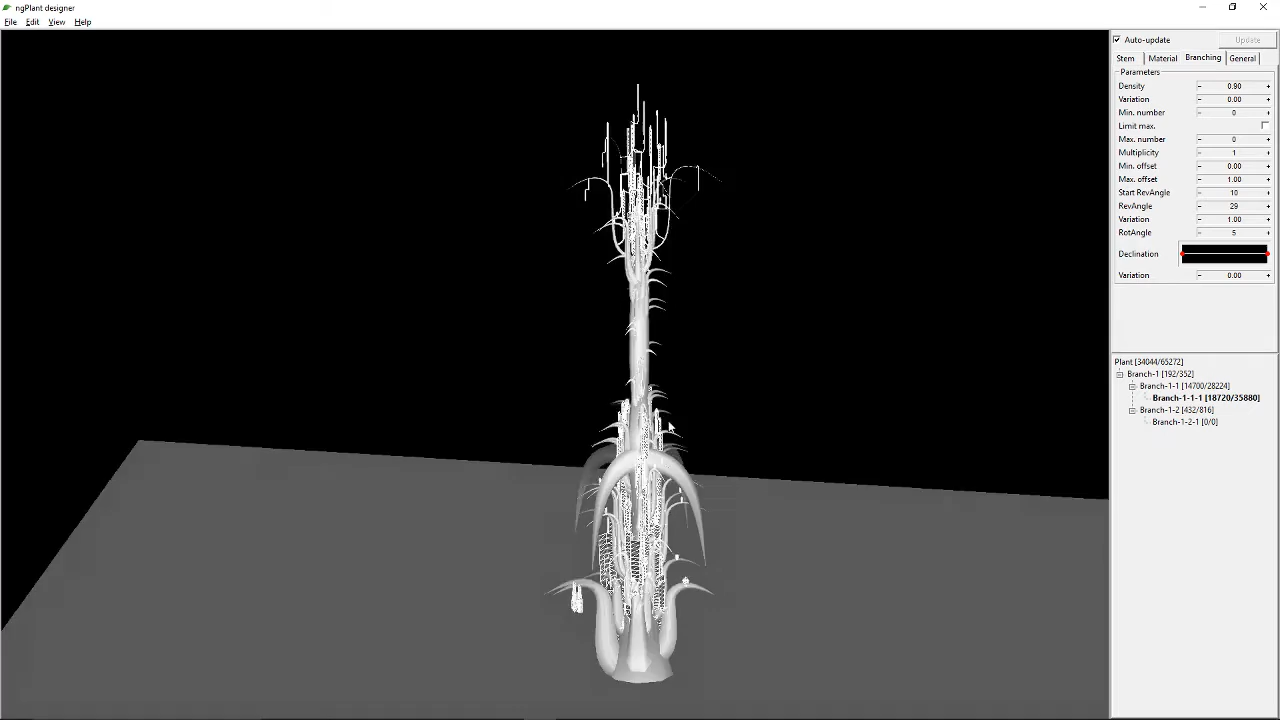 ngPlant designer
File Edit View Help
Auto-update Update
Stem Material Branching General
Parameters
Density - 0.90 +
Variation - 0.00 +
Min. number - 0 +
Limit max.
Max. number - 0 +
Multiplicity - 1 +
Min. offset - 0.00 +
Max. offset - 1.00 +
Start RevAngle - 10 +
RevAngle - 29 +
Variation - 1.00 +
RotAngle - 5 +
Declination
Variation - 0.00 +
Plant [34044/65272]
Branch-1 [192/352]
Branch-1-1 [14700/28224]
Branch-1-1-1 [18720/35880]
Branch-1-2 [432/816]
Branch-1-2-1 [0/0]